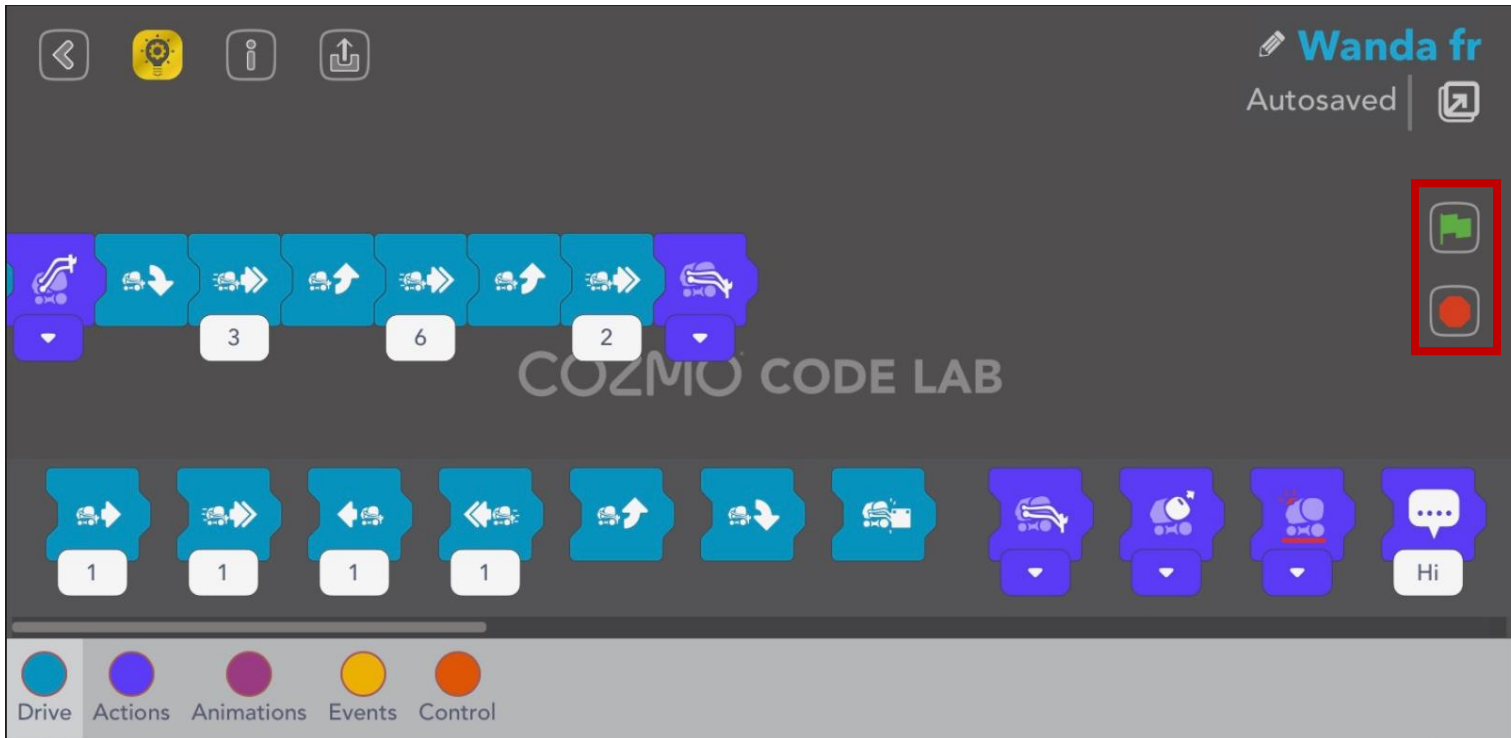 Wanda fr
Autosaved
3 6 2
COZMO CODE LAB
1 1 1 1 Hi
Drive Actions Animations Events Control